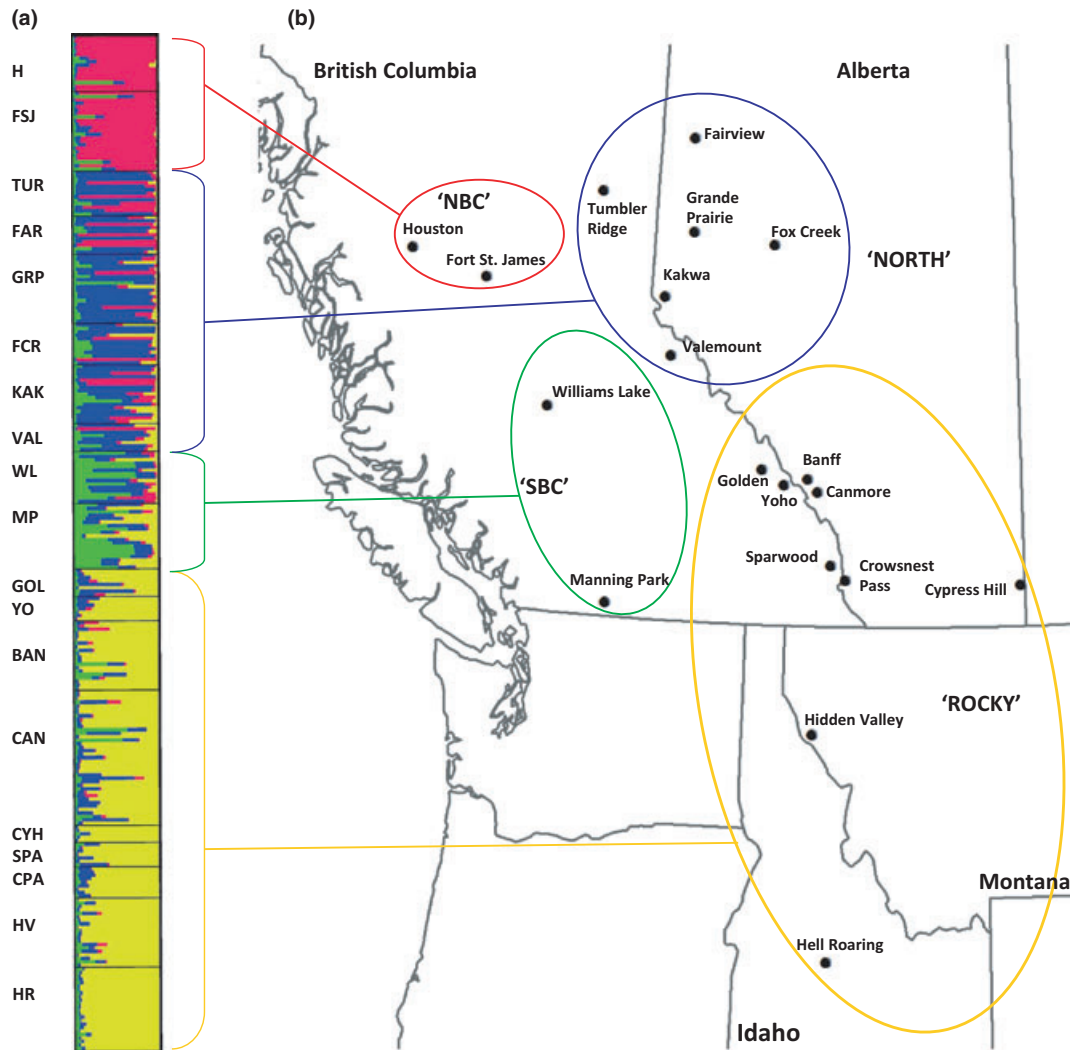 (a)
(b)
H
FSJ
TUR
FAR
GRP
FCR
KAK
VAL
WL
MP
GOL
YO
BAN
CAN
CYH
SPA
CPA
HV
HR
British Columbia
Alberta
Fairview
'NBC'
Tumbler
Ridge
Grande
Prairie
Houston
Fox Creek
Fort St. James
'NORTH'
Kakwa
Valemount
Williams Lake
Banff
Golden
Yoho
Canmore
'SBC'
Sparwood
Crowsnest
Pass
Cypress Hill
Manning Park
'ROCKY'
Hidden Valley
Montana
Hell Roaring
Idaho